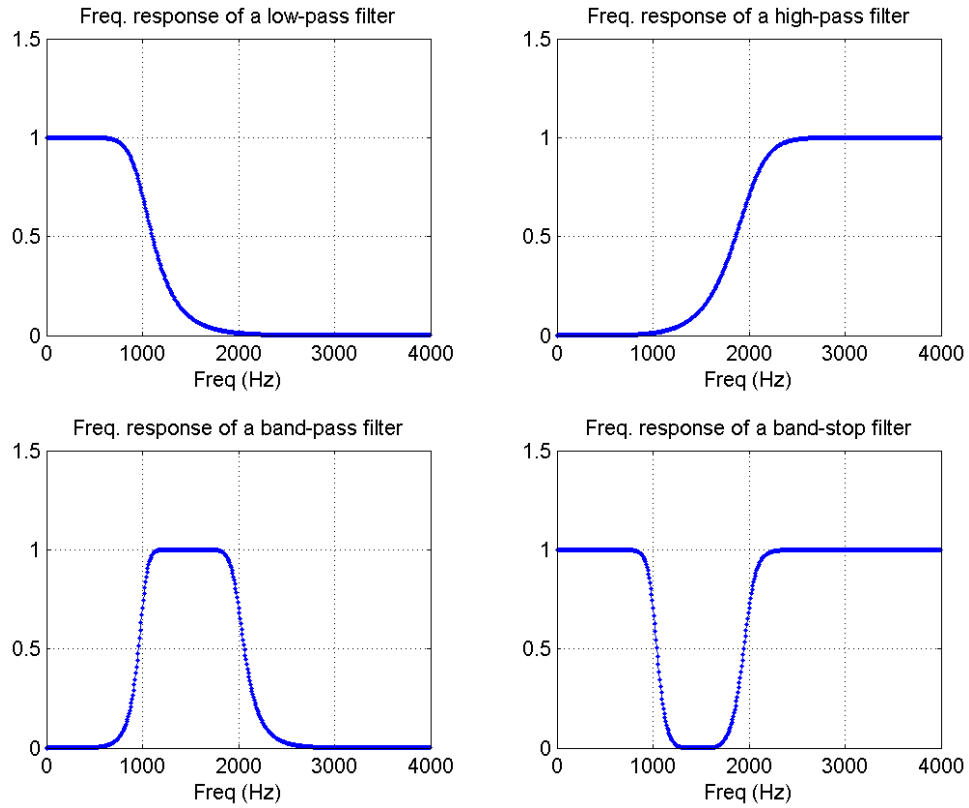 Freq. response of a low-pass filter
1.5
1
0.5
0
0 1000 2000 3000 4000
Freq (Hz)
Freq. response of a high-pass filter
1.5
1
0.5
0
0 1000 2000 3000 4000
Freq (Hz)
Freq. response of a band-pass filter
1.5
1
0.5
0
0 1000 2000 3000 4000
Freq (Hz)
Freq. response of a band-stop filter
1.5
1
0.5
0
0 1000 2000 3000 4000
Freq (Hz)